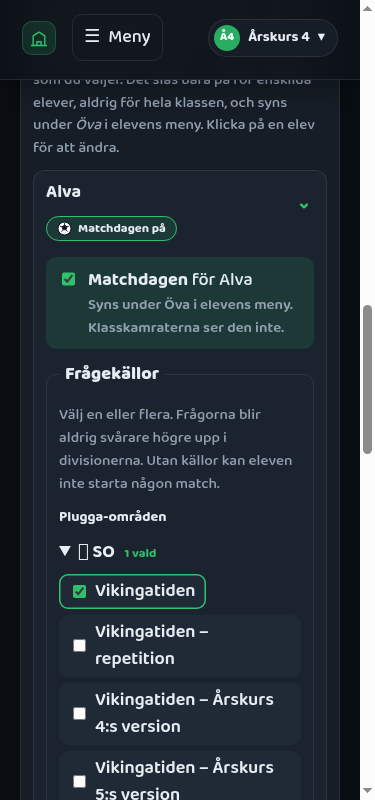 ☰ Meny
Å4 Årskurs 4 ▼
som du väljer. Det slås bara på för enskilda
elever, aldrig för hela klassen, och syns
under Öva i elevens meny. Klicka på en elev
för att ändra.
Alva
Matchdagen på
Matchdagen för Alva
Syns under Öva i elevens meny.
Klasskamraterna ser den inte.
Frågekällor
Välj en eller flera. Frågorna blir
aldrig svårare högre upp i
divisionerna. Utan källor kan eleven
inte starta någon match.
Plugga-områden
▼ SO 1 vald
Vikingatiden
Vikingatiden –
repetition
Vikingatiden – Årskurs
4:s version
Vikingatiden – Årskurs
5:s version